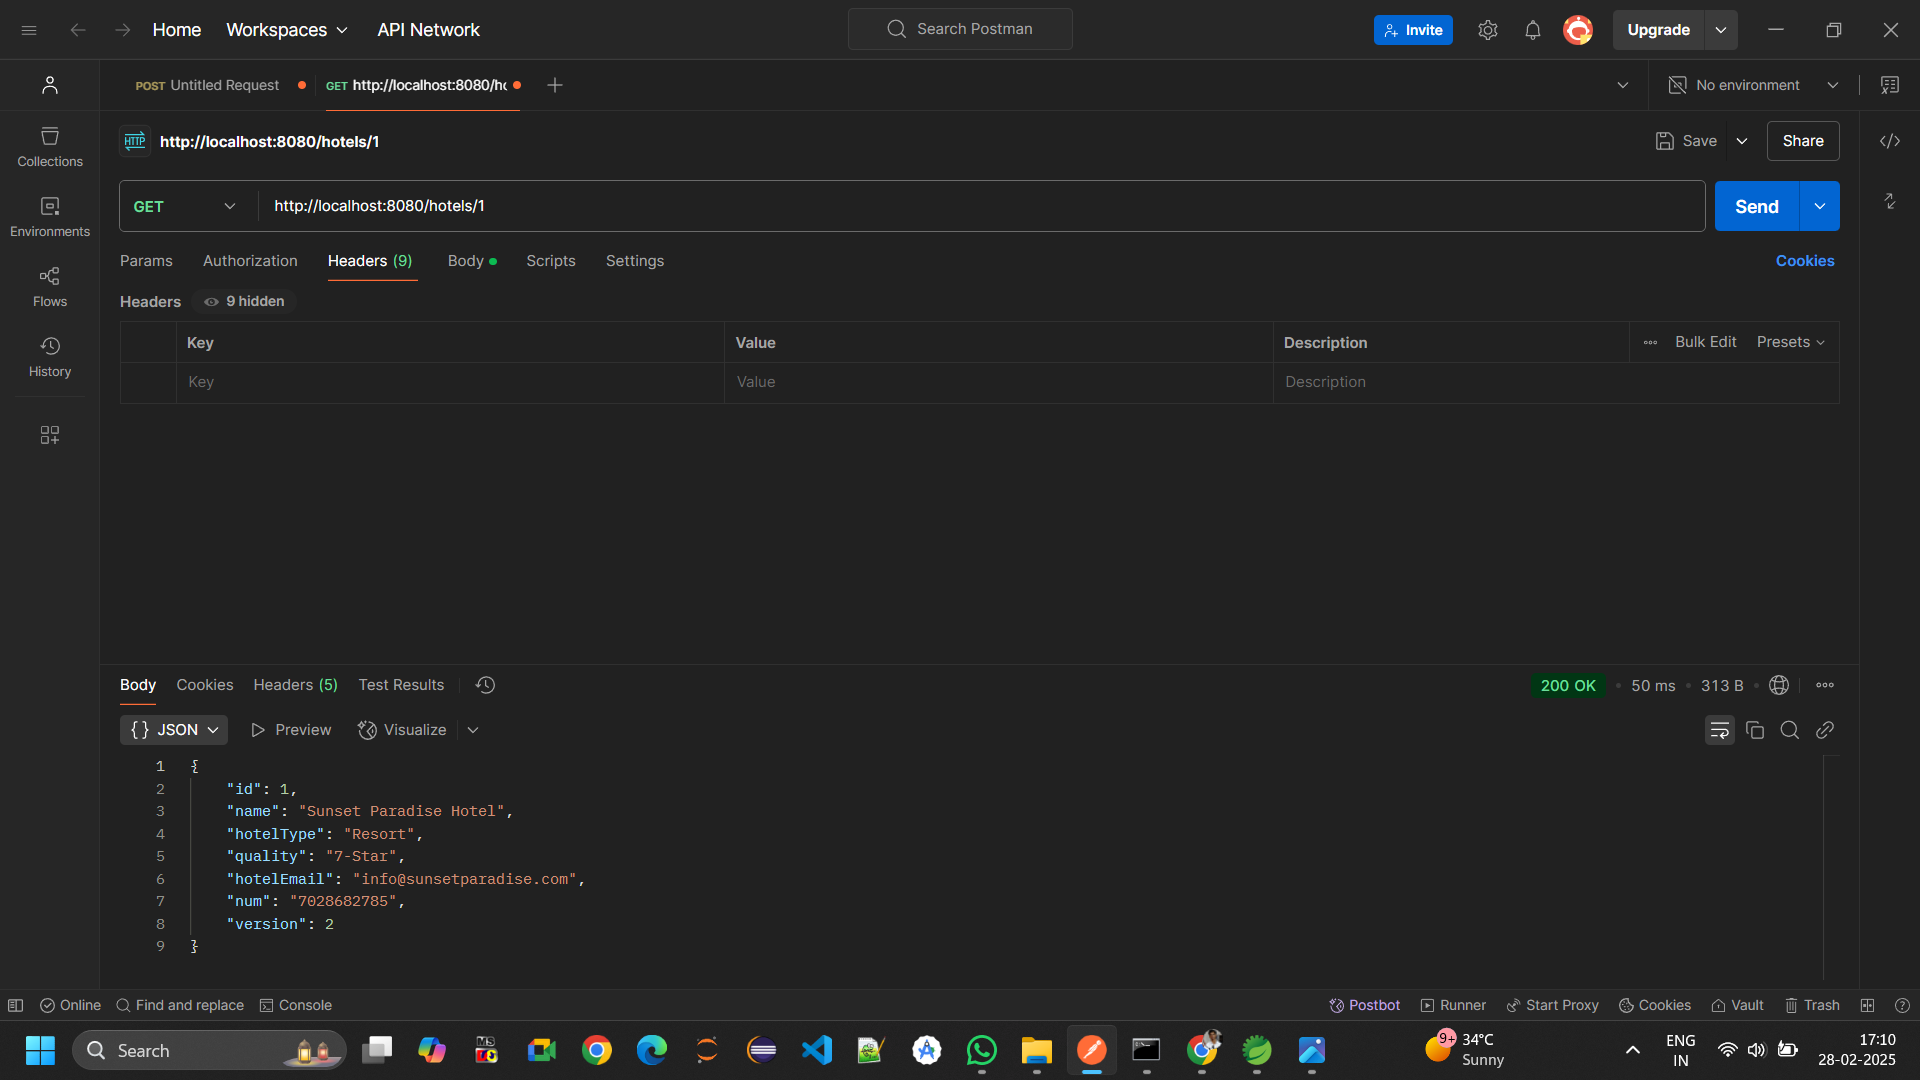 Home Workspaces API Network Search Postman Invite Upgrade
POST Untitled Request GET http://localhost:8080/h No environment
HTTP http://localhost:8080/hotels/1 Save Share
Collections
GET http://localhost:8080/hotels/1 Send
Environments
Params Authorization Headers (9) Body Scripts Settings Cookies
Flows
Headers 9 hidden
Key Value Description Bulk Edit Presets
History
Key Value Description
Body Cookies Headers (5) Test Results 200 OK 50 ms 313 B
{} JSON Preview Visualize
1 {
2 "id": 1,
3 "name": "Sunset Paradise Hotel",
4 "hotelType": "Resort",
5 "quality": "7-Star",
6 "hotelEmail": "info@sunsetparadise.com",
7 "num": "7028682785",
8 "version": 2
9 }
Online Find and replace Console Postbot Runner Start Proxy Cookies Vault Trash
Search 9+ 34°C ENG 17:10
Sunny IN 28-02-2025